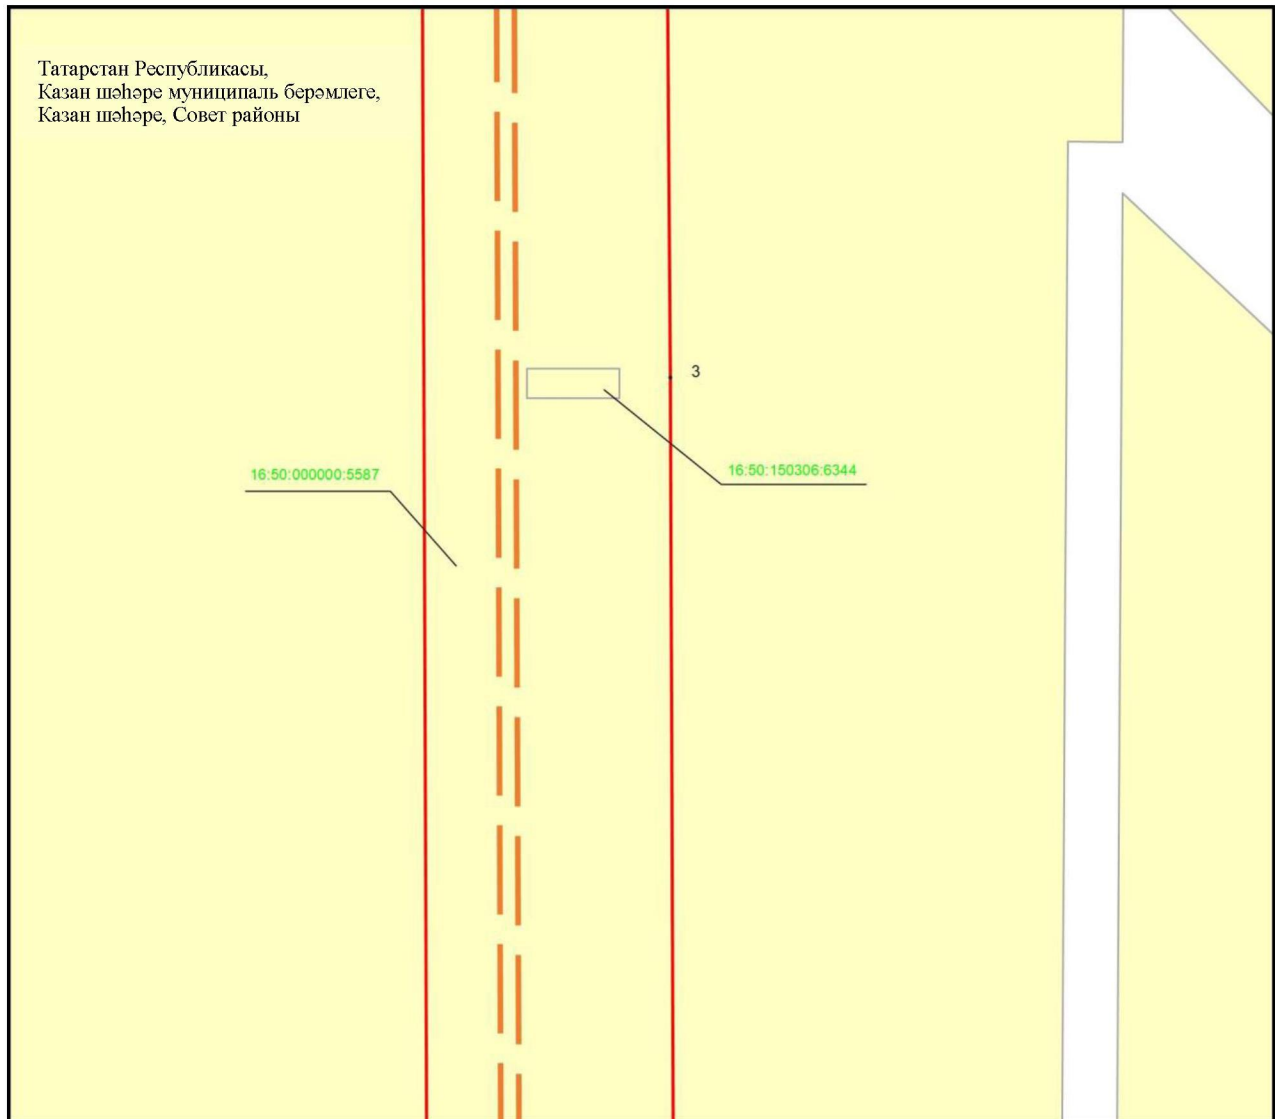 Татарстан Республикасы,
Казан шәһәре муниципаль берәмлеге,
Казан шәһәре, Совет районы
3
16:50:000000:5587
16:50:150306:6344